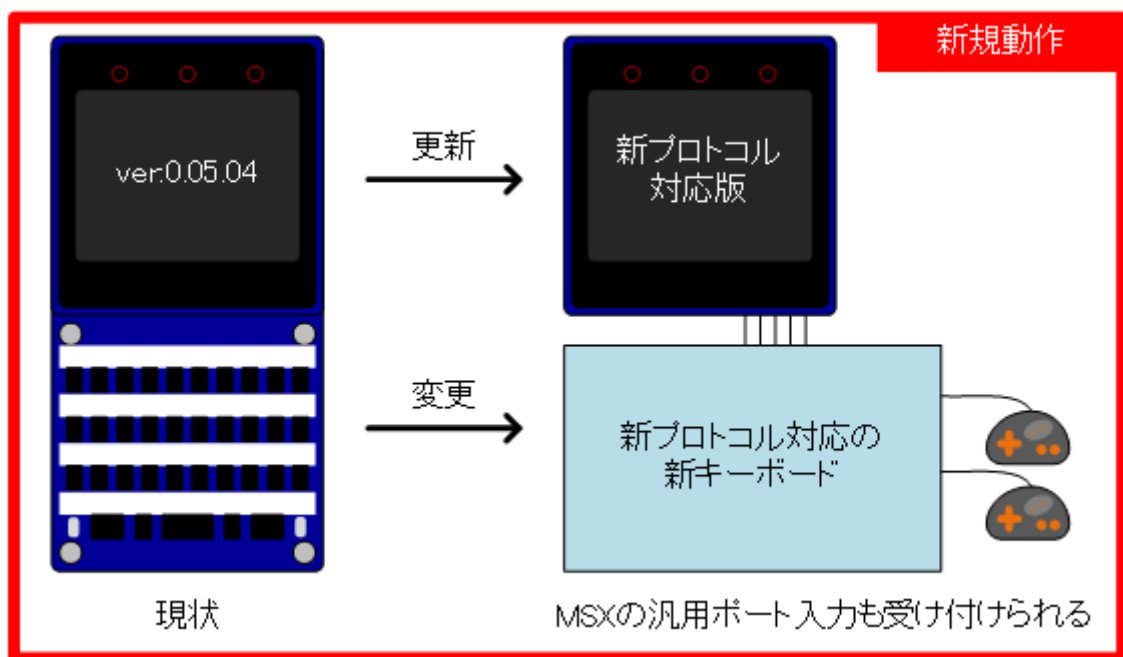 新規動作
ver.0.05.04
更新
新プロトコル
対応版
変更
新プロトコル対応の
新キーボード
現状
MSXの汎用ポート入力も受け付けられる